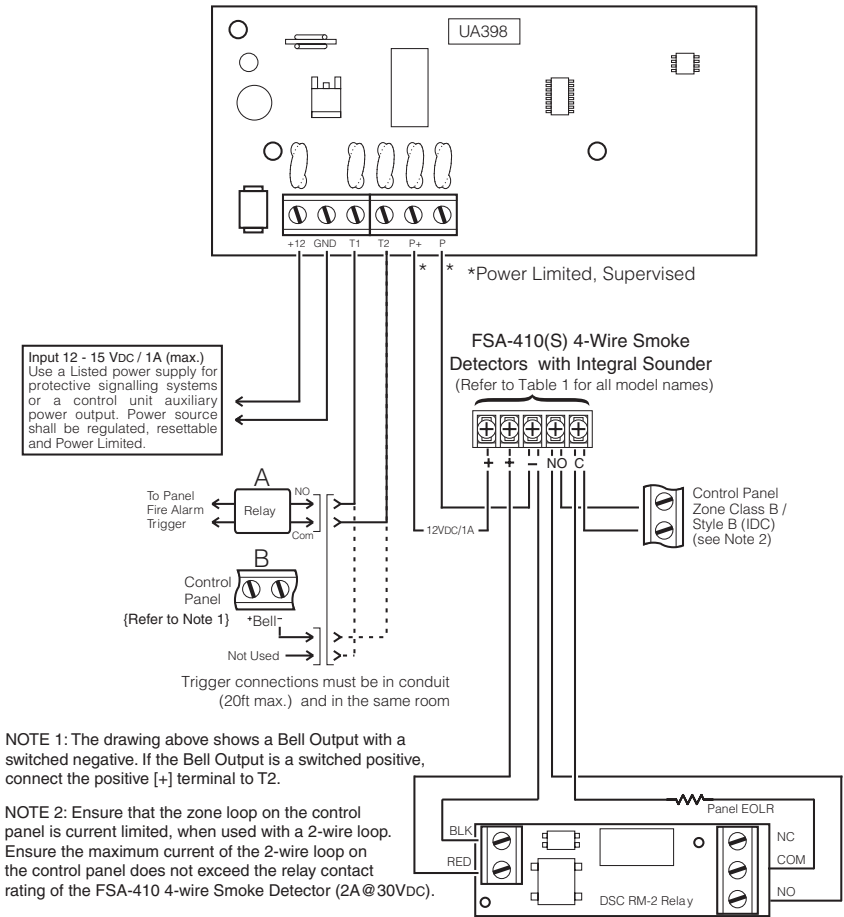 UA398
+12 GND T1 T2 P+ P
* * *Power Limited, Supervised
Input 12 - 15 VDC / 1A (max.)
Use a Listed power supply for
protective signalling systems
or a control unit auxiliary
power output. Power source
shall be regulated, resettable
and Power Limited.
FSA-410(S) 4-Wire Smoke
Detectors with Integral Sounder
(Refer to Table 1 for all model names)
+ + – NO C
12VDC/1A
Control Panel
Zone Class B /
Style B (IDC)
(see Note 2)
A
To Panel
Fire Alarm
Trigger
Relay
NO
Com
B
Control
Panel
{Refer to Note 1}
+Bell-
Not Used
Trigger connections must be in conduit
(20ft max.) and in the same room
NOTE 1: The drawing above shows a Bell Output with a
switched negative. If the Bell Output is a switched positive,
connect the positive [+] terminal to T2.
NOTE 2: Ensure that the zone loop on the control
panel is current limited, when used with a 2-wire loop.
Ensure the maximum current of the 2-wire loop on
the control panel does not exceed the relay contact
rating of the FSA-410 4-wire Smoke Detector (2A@30VDC).
Panel EOLR
BLK
RED
DSC RM-2 Relay
NC
COM
NO